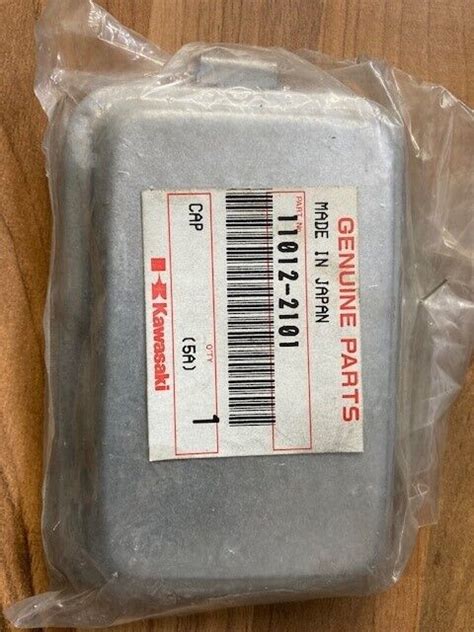 GENUINE PARTS
MADE IN JAPAN
PART No.
11012-2101
CAP
Q'TY
(5A)
1
Kawasaki